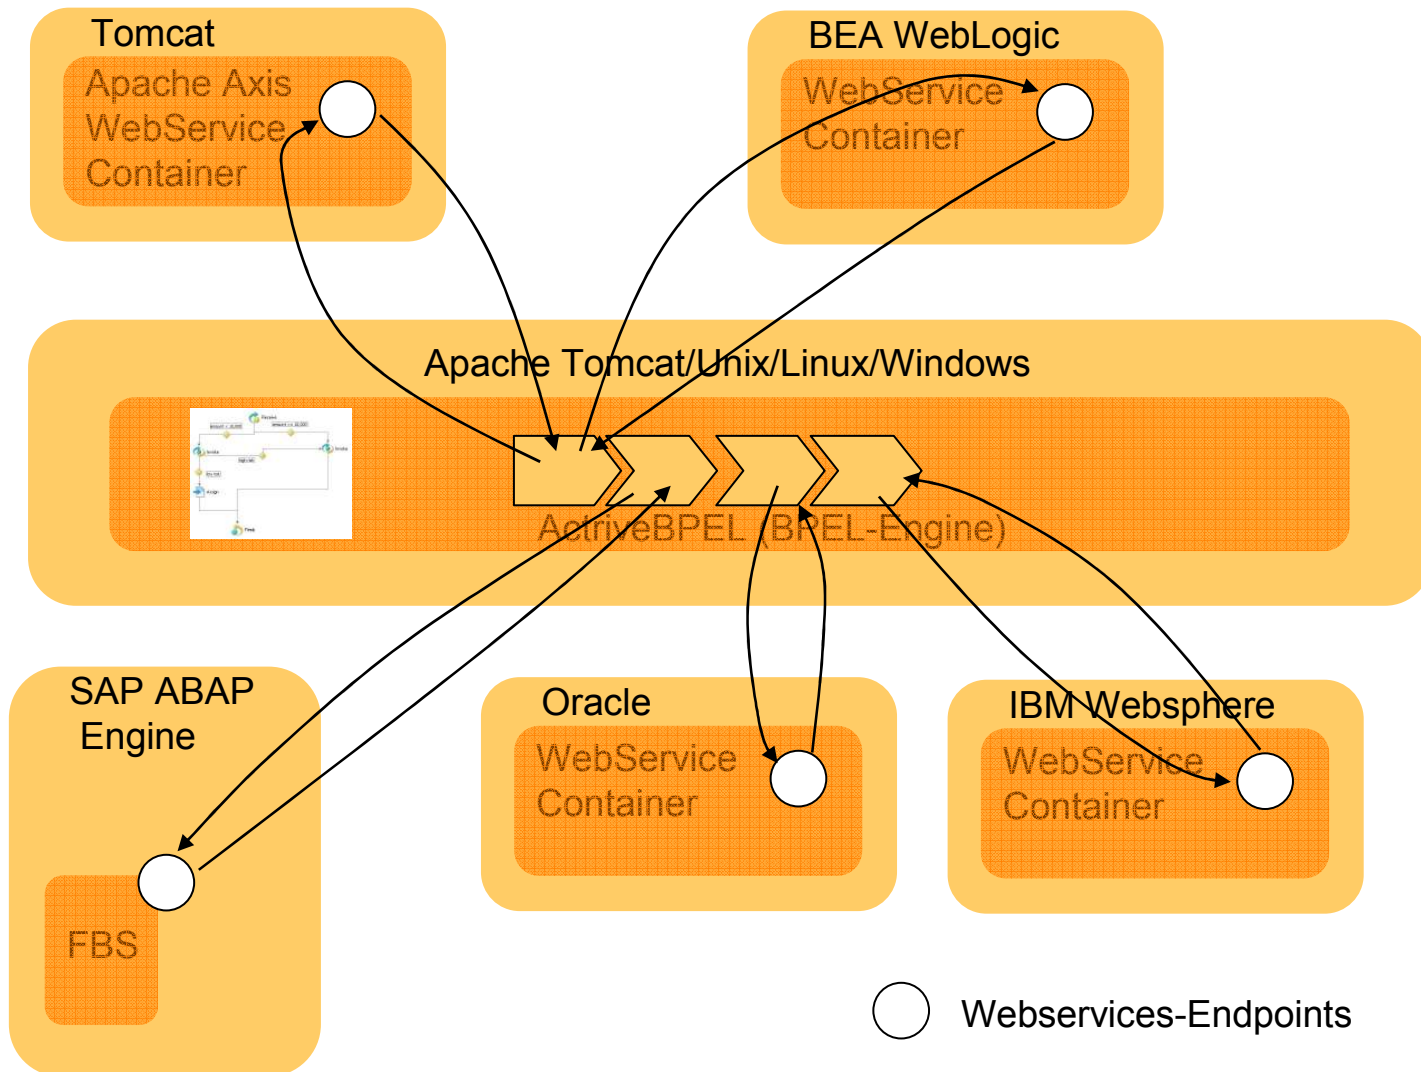 Tomcat
Apache Axis
WebService
Container
BEA WebLogic
WebService
Container
Apache Tomcat/Unix/Linux/Windows
ActriveBPEL (BPEL-Engine)
SAP ABAP
Engine
FBS
Oracle
WebService
Container
IBM Websphere
WebService
Container
Webservices-Endpoints